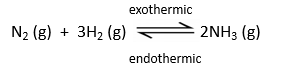 exothermic
N₂ (g) + 3H₂ (g) ⇌ 2NH₃ (g)
endothermic